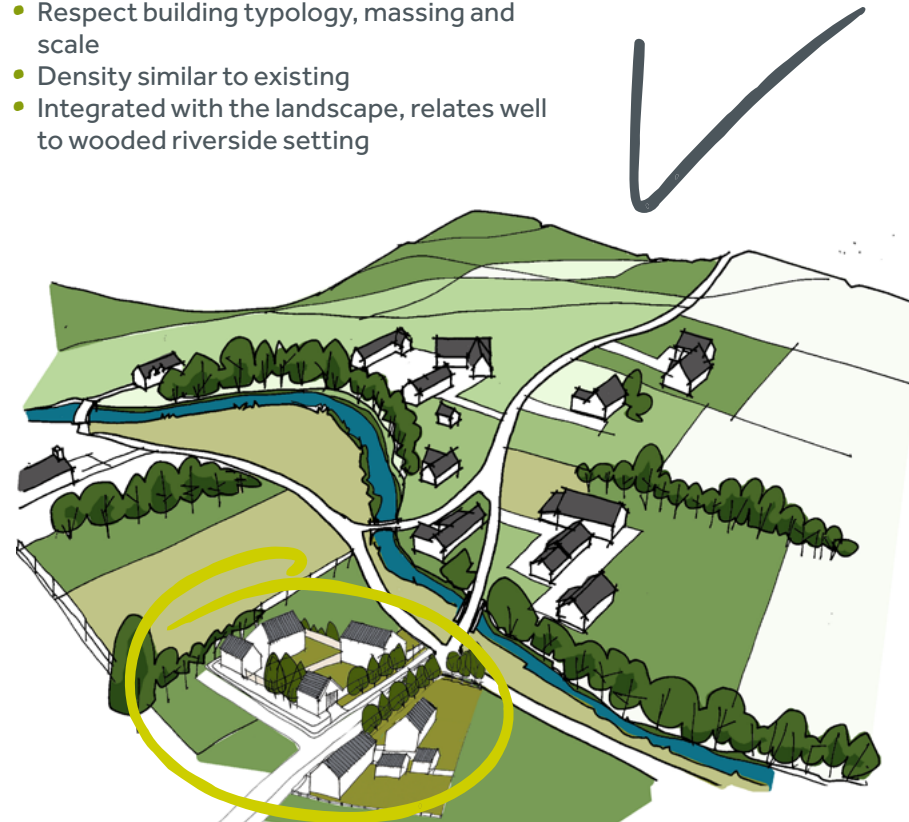 • Respect building typology, massing and
scale
• Density similar to existing
• Integrated with the landscape, relates well
to wooded riverside setting